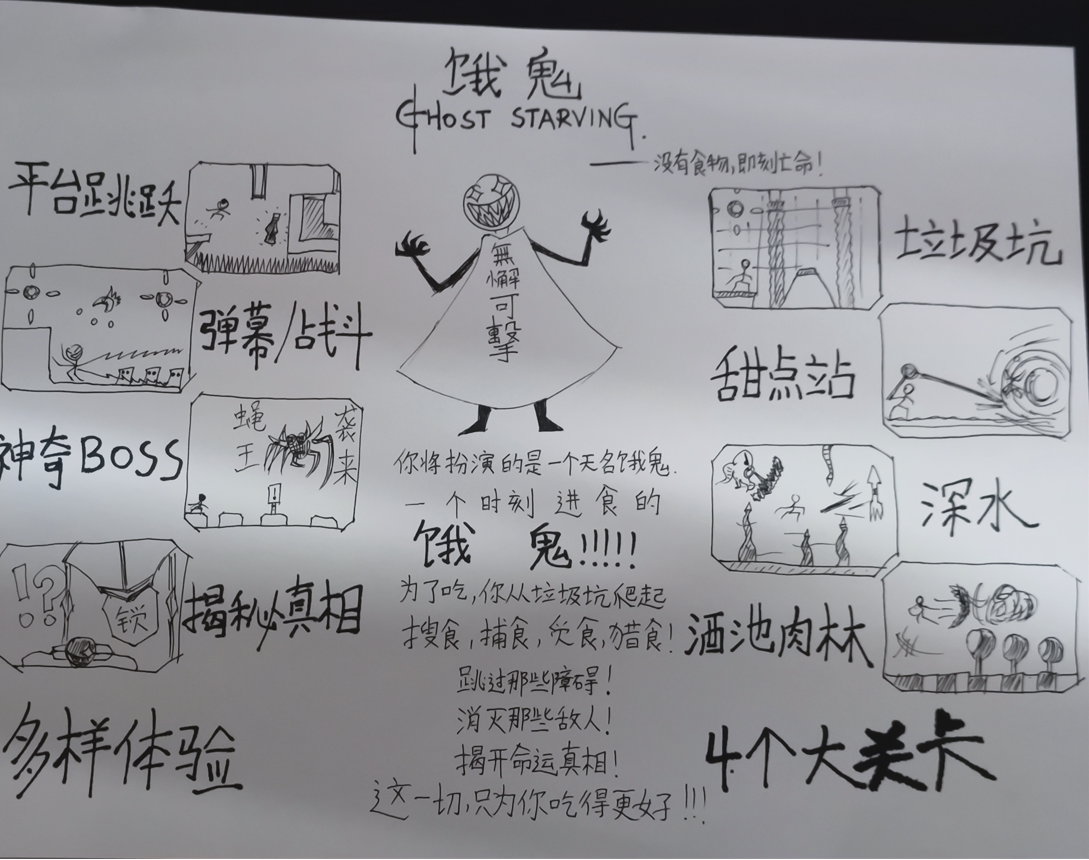 饿鬼
GHOST STARVING.
——没有食物,即刻亡命!
平台跳跃
弹幕/战斗
神奇BOSS
蝇王
袭来
!?
锁
揭秘真相
多样体验
無懈可擊
你将扮演的是一个无名饿鬼.
一个时刻进食的
饿 鬼!!!!!
为了吃,你从垃圾坑爬起
搜食,捕食,觅食,猎食!
跳过那些障碍!
消灭那些敌人!
揭开命运真相!
这一切,只为你吃得更好!!!
垃圾坑
甜点站
深水
酒池肉林
4个大关卡